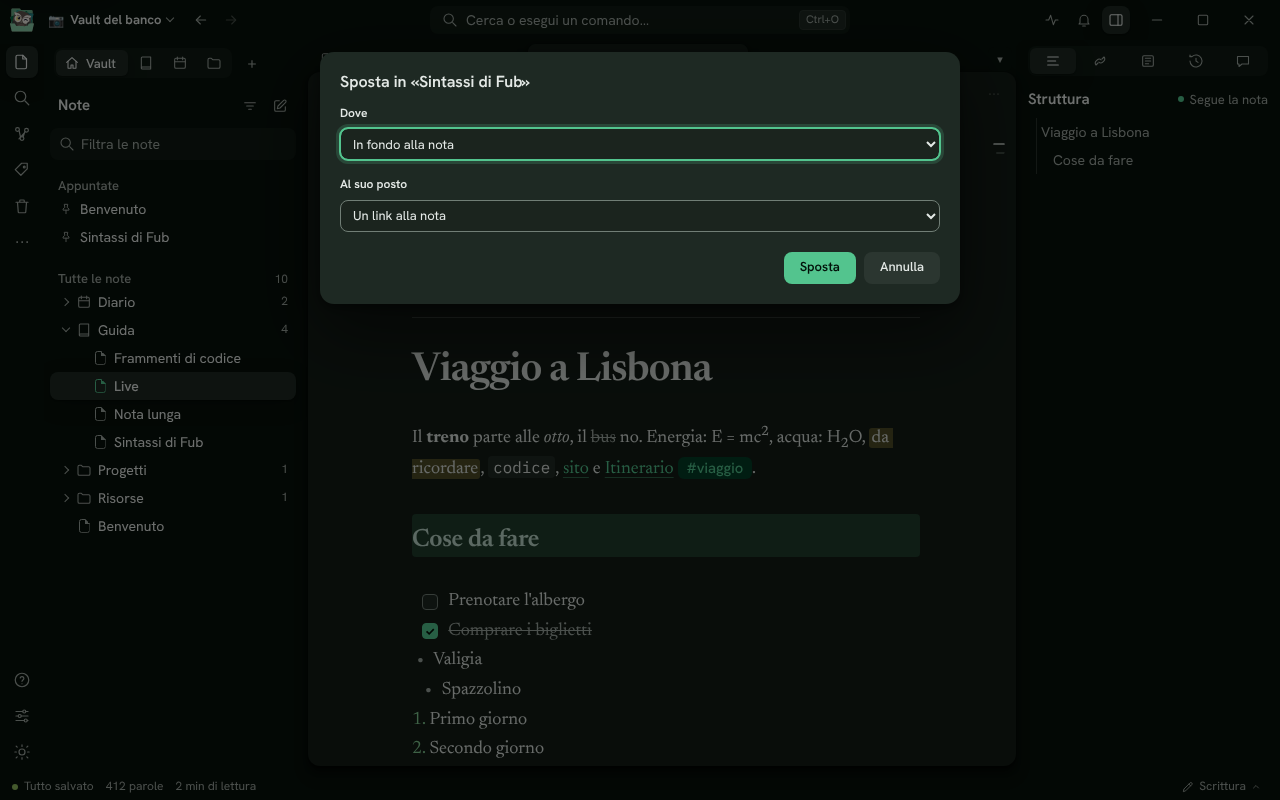 Vault del banco
Cerca o esegui un comando...
Ctrl+O
Vault
Note
Filtra le note
Appuntate
Benvenuto
Sintassi di Fub
Tutte le note 10
Diario 2
Guida 4
Frammenti di codice
Live
Nota lunga
Sintassi di Fub
Progetti 1
Risorse 1
Benvenuto
Sposta in «Sintassi di Fub»
Dove
In fondo alla nota
Al suo posto
Un link alla nota
Sposta
Annulla
Viaggio a Lisbona
Il treno parte alle otto, il bus no. Energia: E = mc2, acqua: H2O, da
ricordare, codice, sito e Itinerario #viaggio.
Cose da fare
Prenotare l'albergo
Comprare i biglietti
• Valigia
• Spazzolino
1. Primo giorno
2. Secondo giorno
Struttura
Segue la nota
Viaggio a Lisbona
Cose da fare
Tutto salvato 412 parole 2 min di lettura
Scrittura